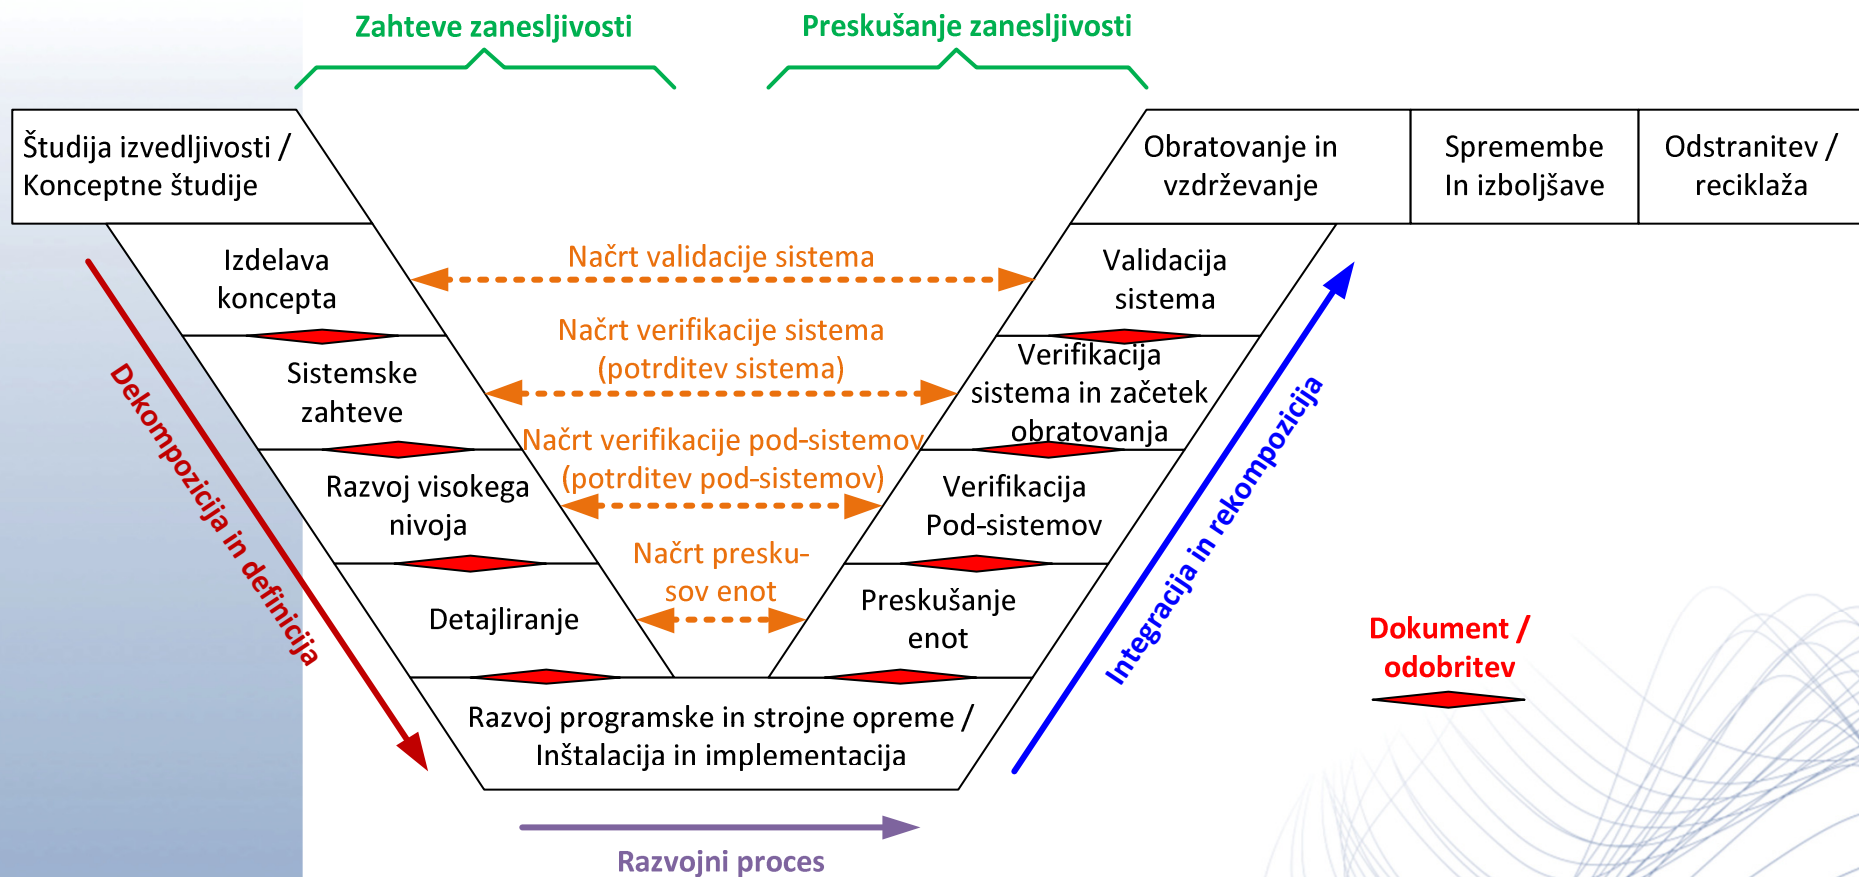 Zahteve zanesljivosti
Preskušanje zanesljivosti
Študija izvedljivosti /
Konceptne študije
Obratovanje in
vzdrževanje
Spremembe
In izboljšave
Odstranitev /
reciklaža
Izdelava
koncepta
Načrt validacije sistema
Validacija
sistema
Sistemske
zahteve
Načrt verifikacije sistema
(potrditev sistema)
Verifikacija
sistema in začetek
obratovanja
Razvoj visokega
nivoja
Načrt verifikacije pod-sistemov
(potrditev pod-sistemov)
Verifikacija
Pod-sistemov
Detajliranje
Načrt presku-
sov enot
Preskušanje
enot
Razvoj programske in strojne opreme /
Inštalacija in implementacija
Dekompozicija in definicija
Integracija in rekompozicija
Dokument /
odobritev
Razvojni proces